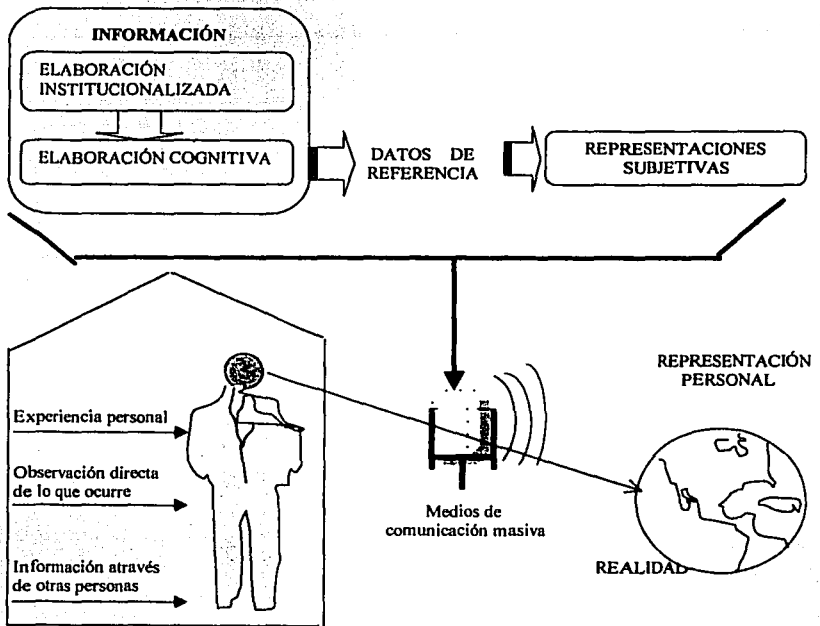 INFORMACIÓN
ELABORACIÓN
INSTITUCIONALIZADA
ELABORACIÓN COGNITIVA
DATOS DE
REFERENCIA
REPRESENTACIONES
SUBJETIVAS
Experiencia personal
Observación directa
de lo que ocurre
Información através
de otras personas
Medios de
comunicación masiva
REPRESENTACIÓN
PERSONAL
REALIDAD